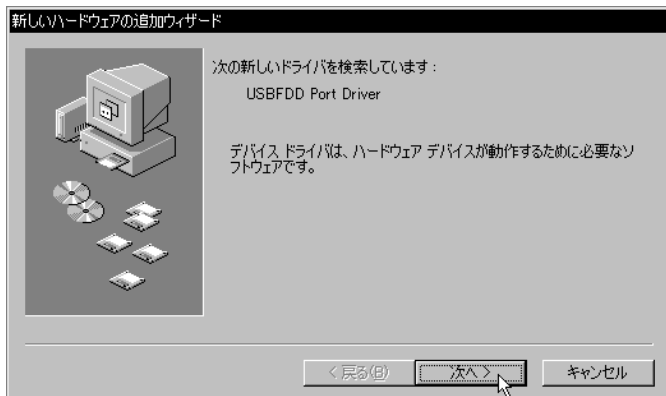 新しいハードウェアの追加ウィザード
次の新しいドライバを検索しています：
USBFDD Port Driver
デバイス ドライバは、ハードウェア デバイスが動作するために必要なソ
フトウェアです。
< 戻る(B)
次へ >
キャンセル